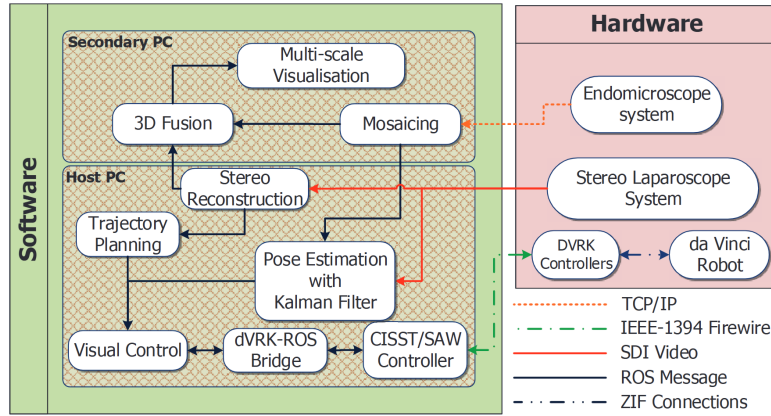 Software
Secondary PC
Multi-scale
Visualisation
3D Fusion
Mosaicing
Host PC
Stereo
Reconstruction
Trajectory
Planning
Pose Estimation
with
Kalman Filter
Visual Control
dVRK-ROS
Bridge
CISST/SAW
Controller
Hardware
Endomicroscope
system
Stereo Laparoscope
System
DVRK
Controllers
da Vinci
Robot
TCP/IP
IEEE-1394 Firewire
SDI Video
ROS Message
ZIF Connections